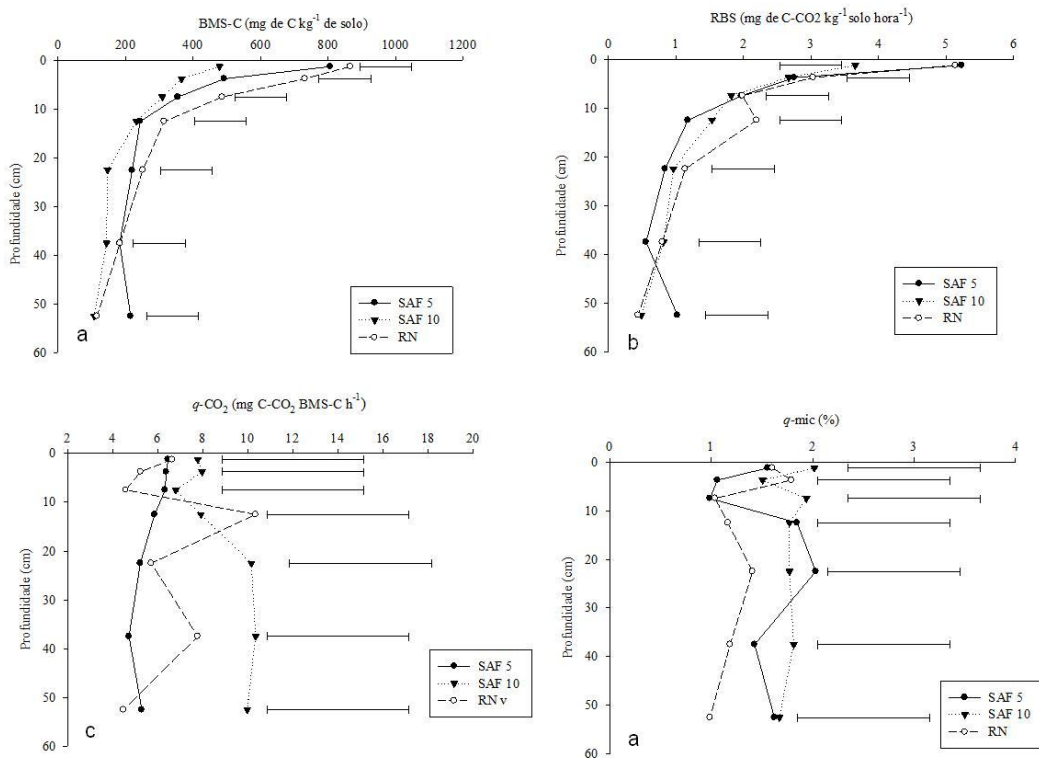 BMS-C (mg de C kg⁻¹ de solo)
0 200 400 600 800 1000 1200
Profundidade (cm)
0
10
20
30
40
50
60
SAF 5
SAF 10
RN
a
RBS (mg de C-CO2 kg⁻¹ solo hora⁻¹)
0 1 2 3 4 5 6
Profundidade (cm)
0
10
20
30
40
50
60
SAF 5
SAF 10
RN
b
q-CO₂ (mg C-CO₂ BMS-C h⁻¹)
2 4 6 8 10 12 14 16 18 20
Profundidade (cm)
0
10
20
30
40
50
60
SAF 5
SAF 10
RN v
c
q-mic (%)
0 1 2 3 4
Profundidade (cm)
0
10
20
30
40
50
60
SAF 5
SAF 10
RN
a